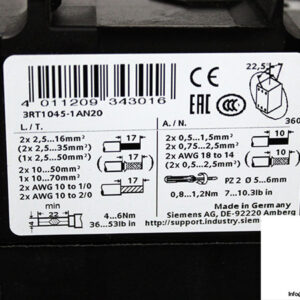 22,5
4 011209 343016
3RT1045-1AN20
360
L./T.
A./N.
2x 2,5...16mm²
(2x 2,5...35mm²)
(1x 2,5...50mm²)
17
2x 10...50mm²
1x 10...70mm²
17
2x AWG 10 to 1/0
1x AWG 10 to 2/0
17
2x 0,5...1,5mm²
2x 0,75...2,5mm²
10
2x AWG 18 to 14
(2x 0,5...2,5mm²)
10
min
22
4...6Nm
36...53lb/in
PZ 2 Ø 5...6mm
0,8...1,2Nm
7...10.3lb/in
Made in Germany
Siemens AG, DE-92220 Amberg
http://support.industry.siem